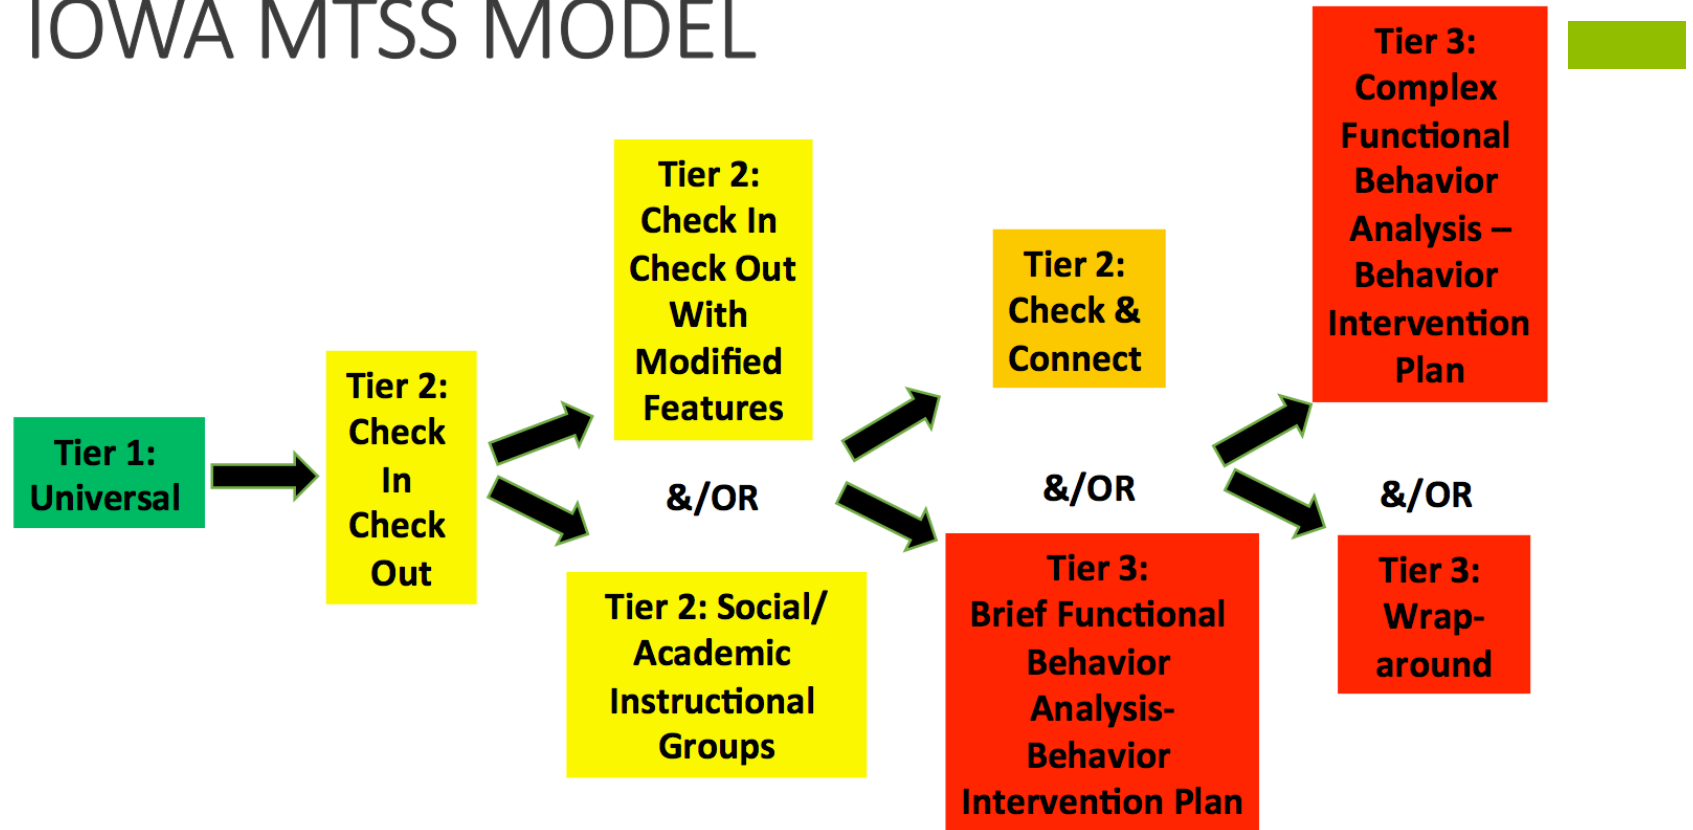 IOWA MTSS MODEL
Tier 1:
Universal
Tier 2:
Check
In
Check
Out
Tier 2:
Check In
Check Out
With
Modified
Features
&/OR
Tier 2: Social/
Academic
Instructional
Groups
Tier 2:
Check &
Connect
&/OR
Tier 3:
Brief Functional
Behavior
Analysis-
Behavior
Intervention Plan
Tier 3:
Complex
Functional
Behavior
Analysis –
Behavior
Intervention
Plan
&/OR
Tier 3:
Wrap-
around